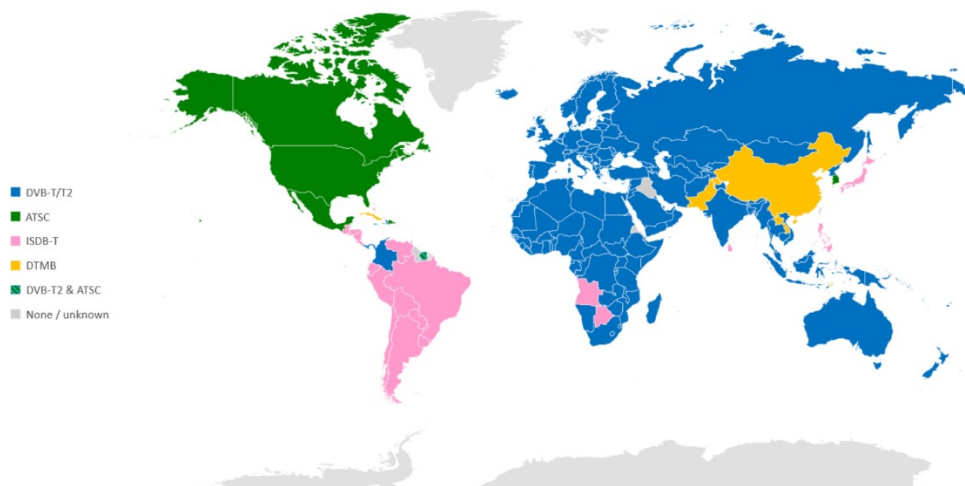 DVB-T/T2
ATSC
ISDB-T
DTMB
DVB-T2 & ATSC
None / unknown